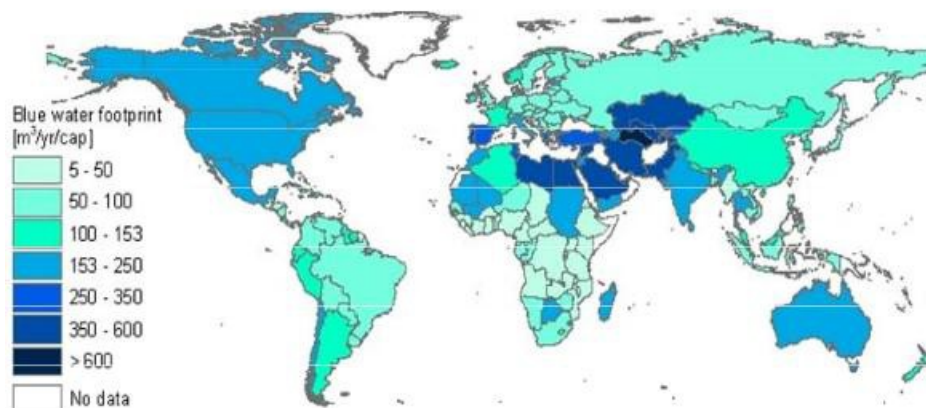 Blue water footprint
[m³/yr/cap]
5 - 50
50 - 100
100 - 153
153 - 250
250 - 350
350 - 600
> 600
No data